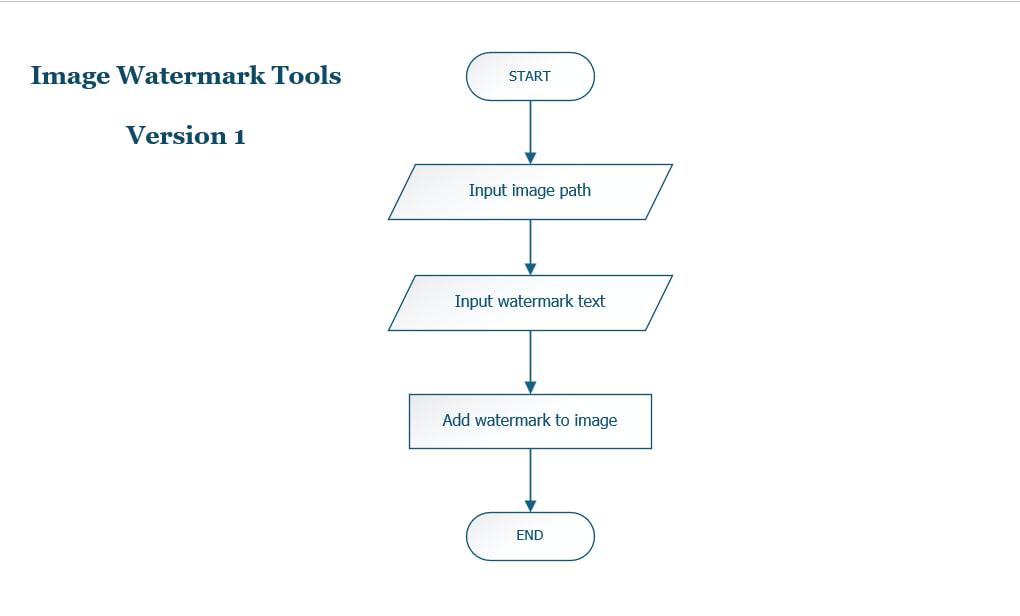 Image Watermark Tools
Version 1
START
Input image path
Input watermark text
Add watermark to image
END